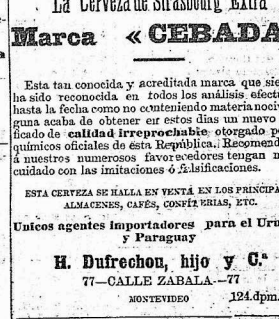 La Cerveza de Strasbourg Extra
Marca « CEBADA
Esta tan conocida y acreditada marca que sie
ha sido reconocida en todos los análisis efectu
hasta la fecha como no conteniendo materia noci
guna acaba de obtener en estos dias un nuevo
ficado de calidad irreprochable otorgado p
químicos oficiales de ésta República. Recomend
á nuestros numerosos favorecedores tengan m
cuidado con las imitaciones ó falsificaciones.
ESTA CERVEZA SE HALLA EN VENTA EN LOS PRINCIPA
ALMACENES, CAFÉS, CONFITERIAS, ETC.
Unicos agentes importadores para el Uru
y Paraguay
H. Dufrechou, hijo y Cª
77—CALLE ZABALA—77
MONTEVIDEO 124.dpm.